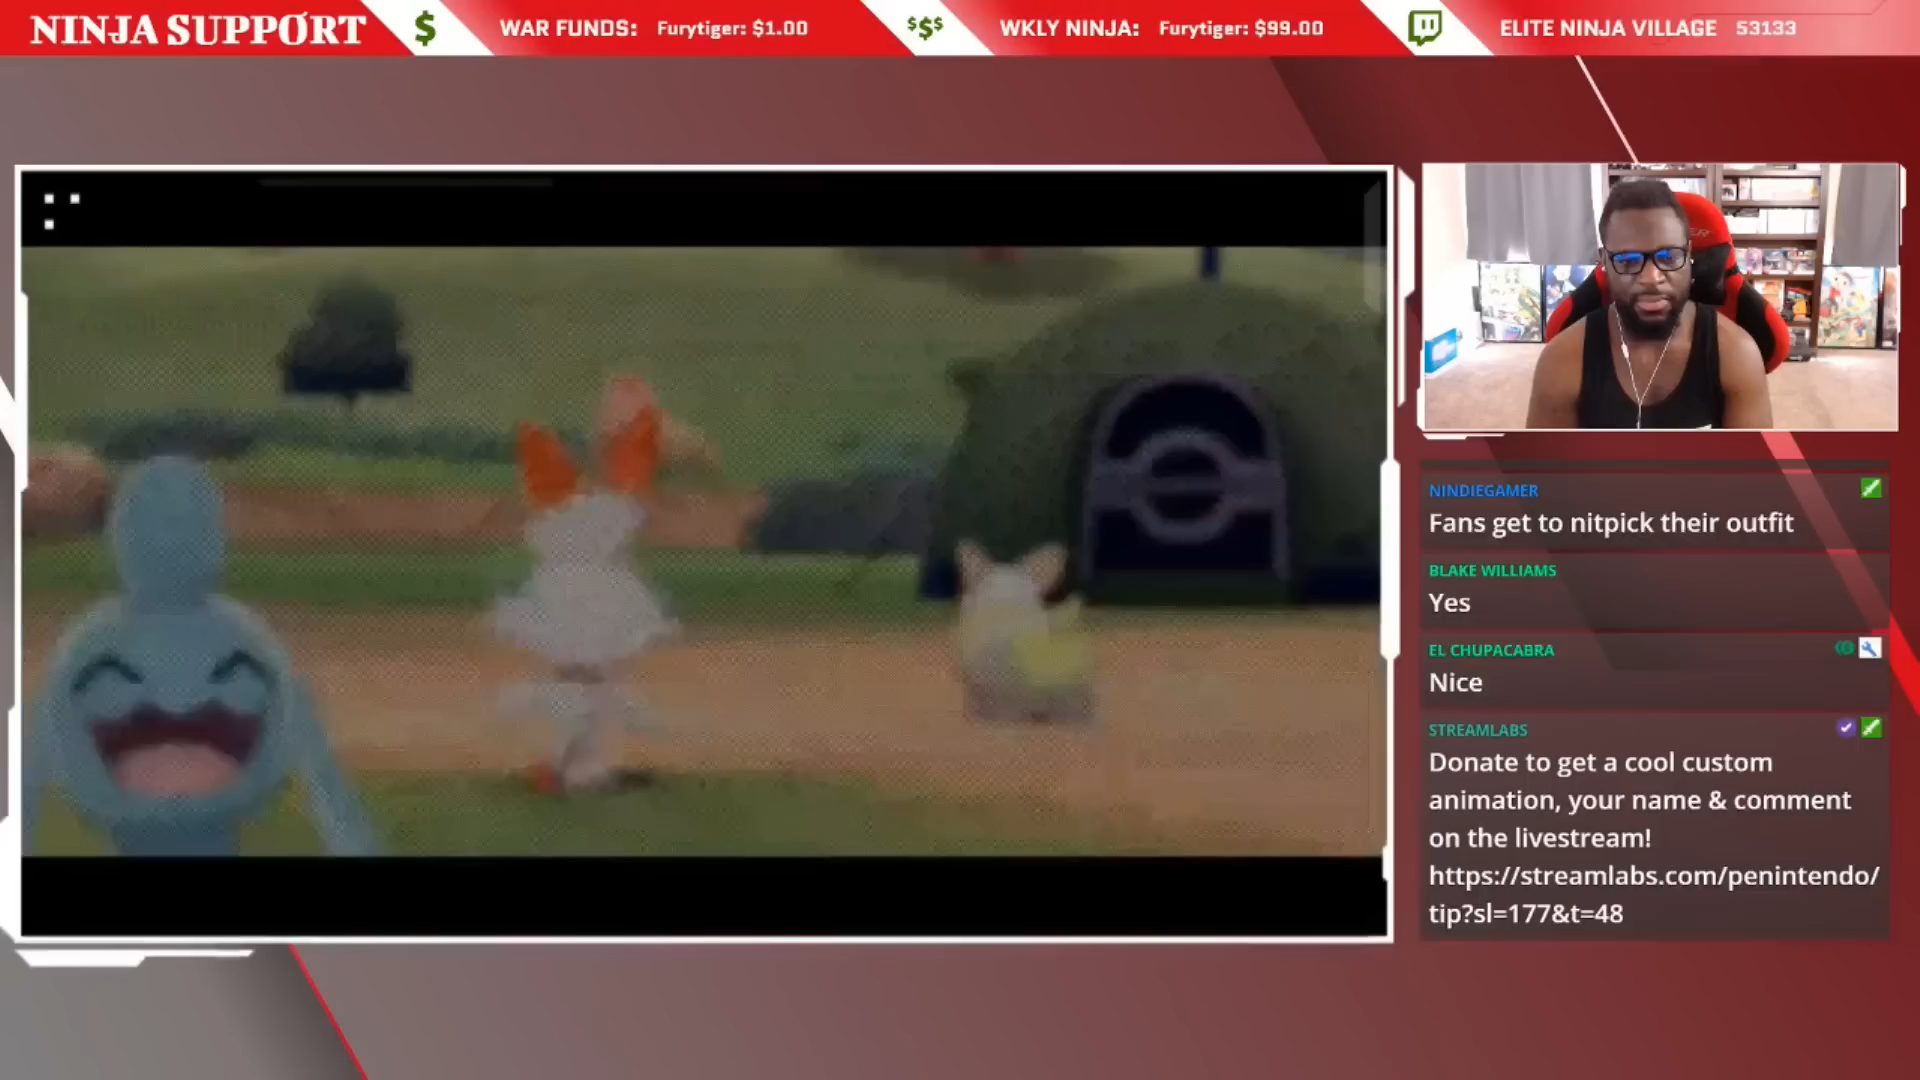 NINJA SUPPORT
$
WAR FUNDS: Furytiger: $1.00
$$$
WKLY NINJA: Furytiger: $99.00
ELITE NINJA VILLAGE 53133
NINDIEGAMER
Fans get to nitpick their outfit
BLAKE WILLIAMS
Yes
EL CHUPACABRA
Nice
STREAMLABS
Donate to get a cool custom
animation, your name & comment
on the livestream!
https://streamlabs.com/penintendo/
tip?sl=177&t=48